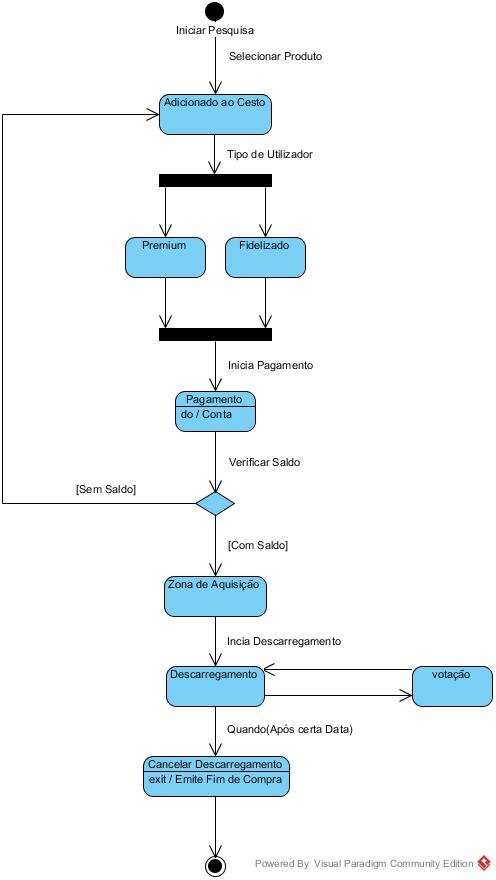 Iniciar Pesquisa
Selecionar Produto
Adicionado ao Cesto
Tipo de Utilizador
Premium
Fidelizado
Inicia Pagamento
Pagamento
do / Conta
Verificar Saldo
[Sem Saldo]
[Com Saldo]
Zona de Aquisição
Incia Descarregamento
Descarregamento
votação
Quando(Após certa Data)
Cancelar Descarregamento
exit / Emite Fim de Compra
Powered By Visual Paradigm Community Edition